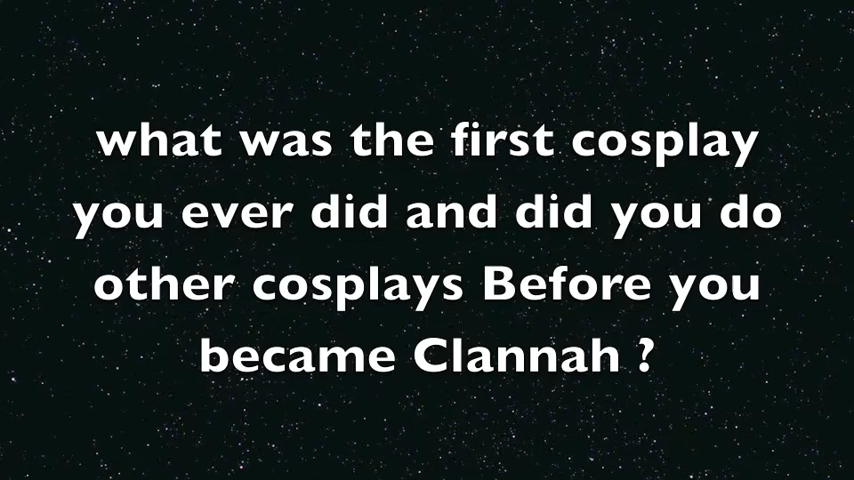 what was the first cosplay
you ever did and did you do
other cosplays Before you
became Clannah ?